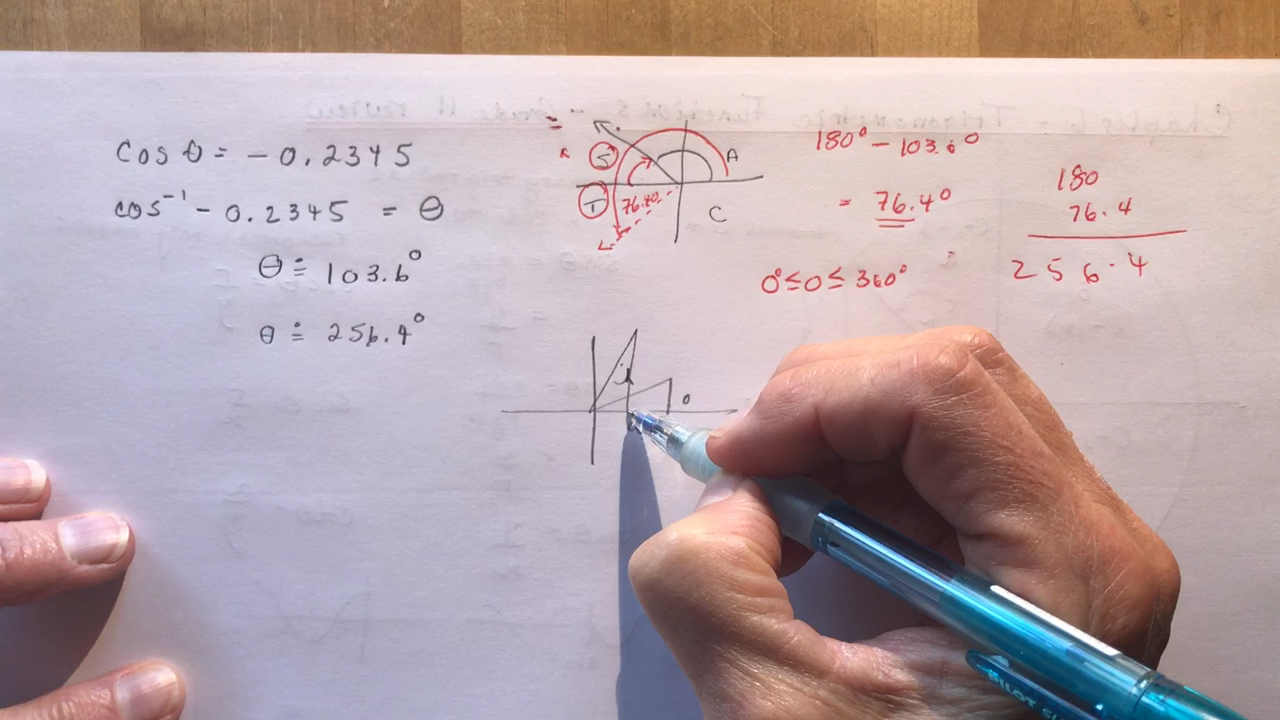 cos θ = - 0.2345
cos⁻¹ - 0.2345 = θ
θ ≐ 103.6°
θ ≐ 256.4°
S
A
T
C
76.4°
180° - 103.6°
= 76.4°
0° ≤ θ ≤ 360°
180
76.4
256.4
PILOT